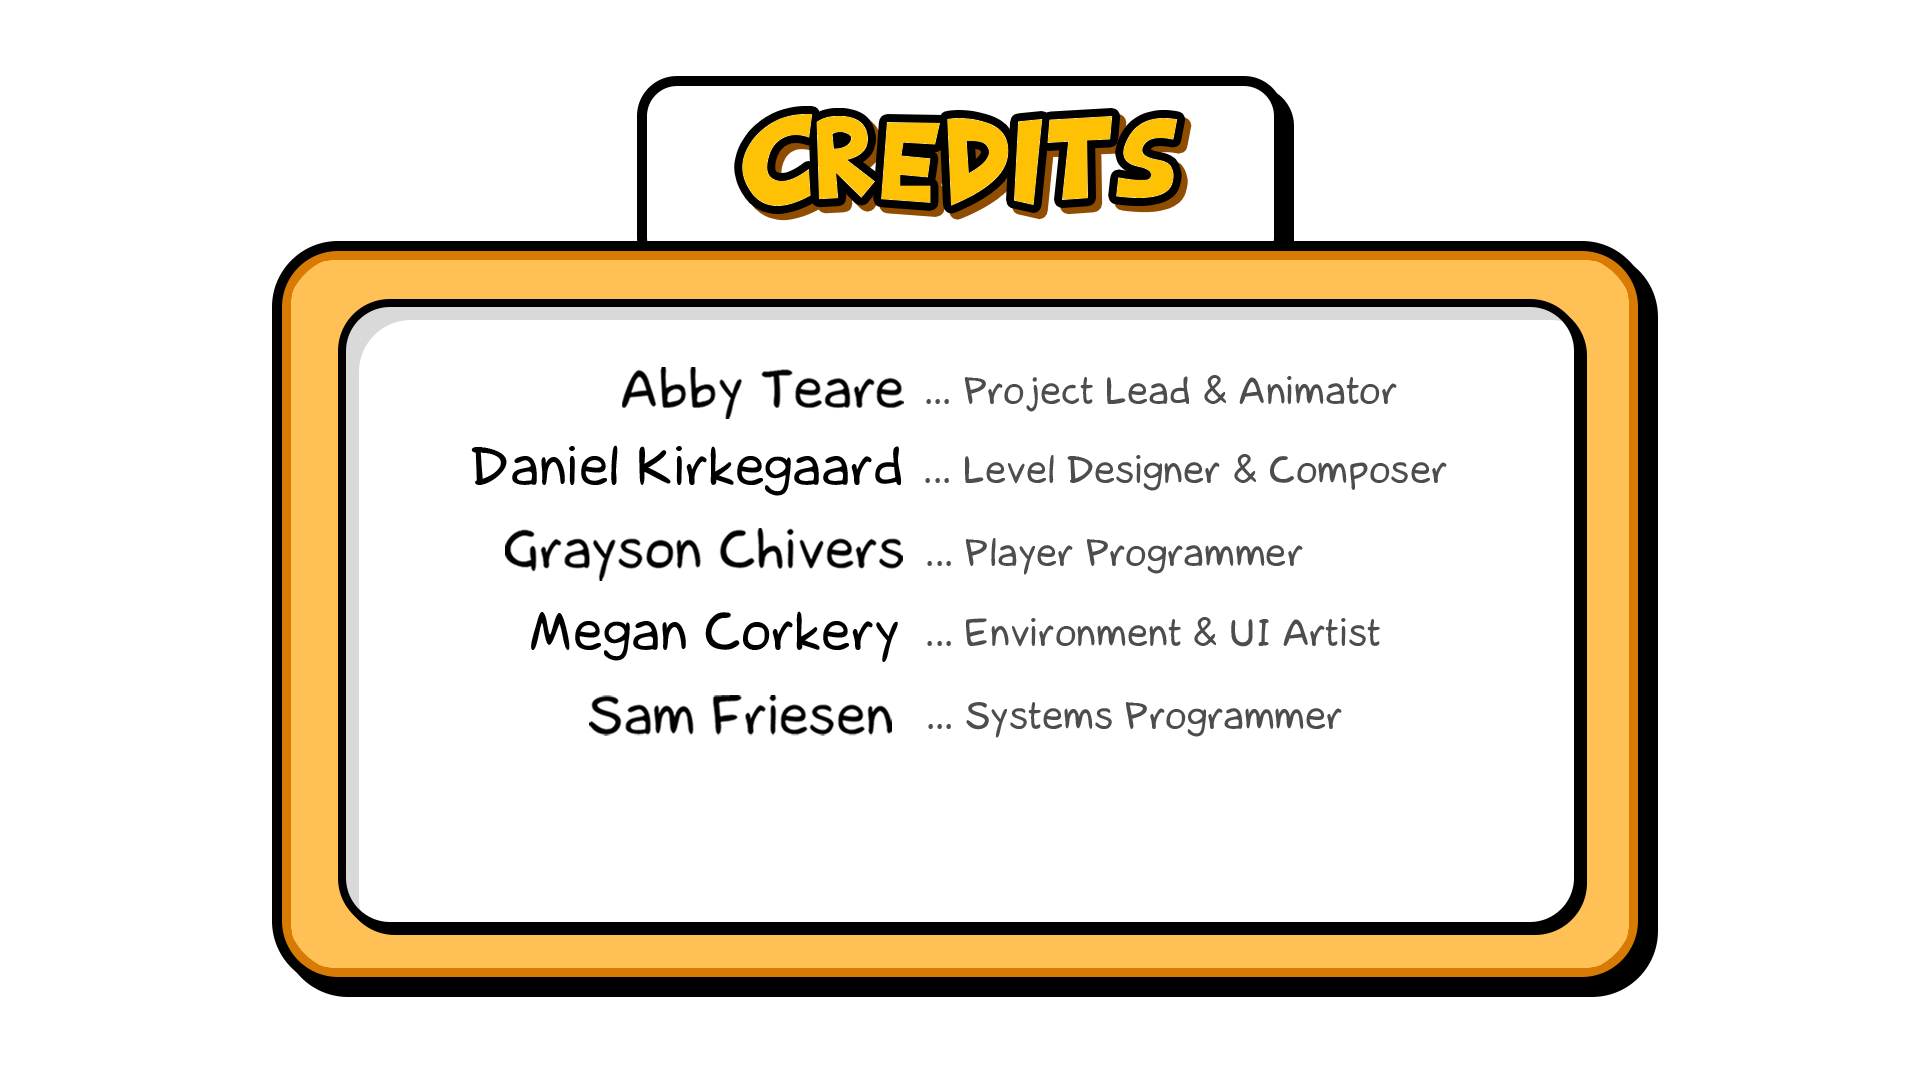 CREDITS
Abby Teare ... Project Lead & Animator
Daniel Kirkegaard ... Level Designer & Composer
Grayson Chivers ... Player Programmer
Megan Corkery ... Environment & UI Artist
Sam Friesen ... Systems Programmer